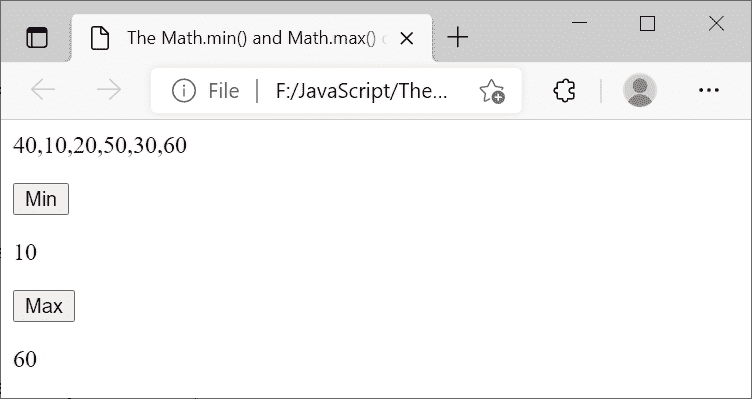 The Math.min() and Math.max()
File | F:/JavaScript/The...
40,10,20,50,30,60
Min
10
Max
60